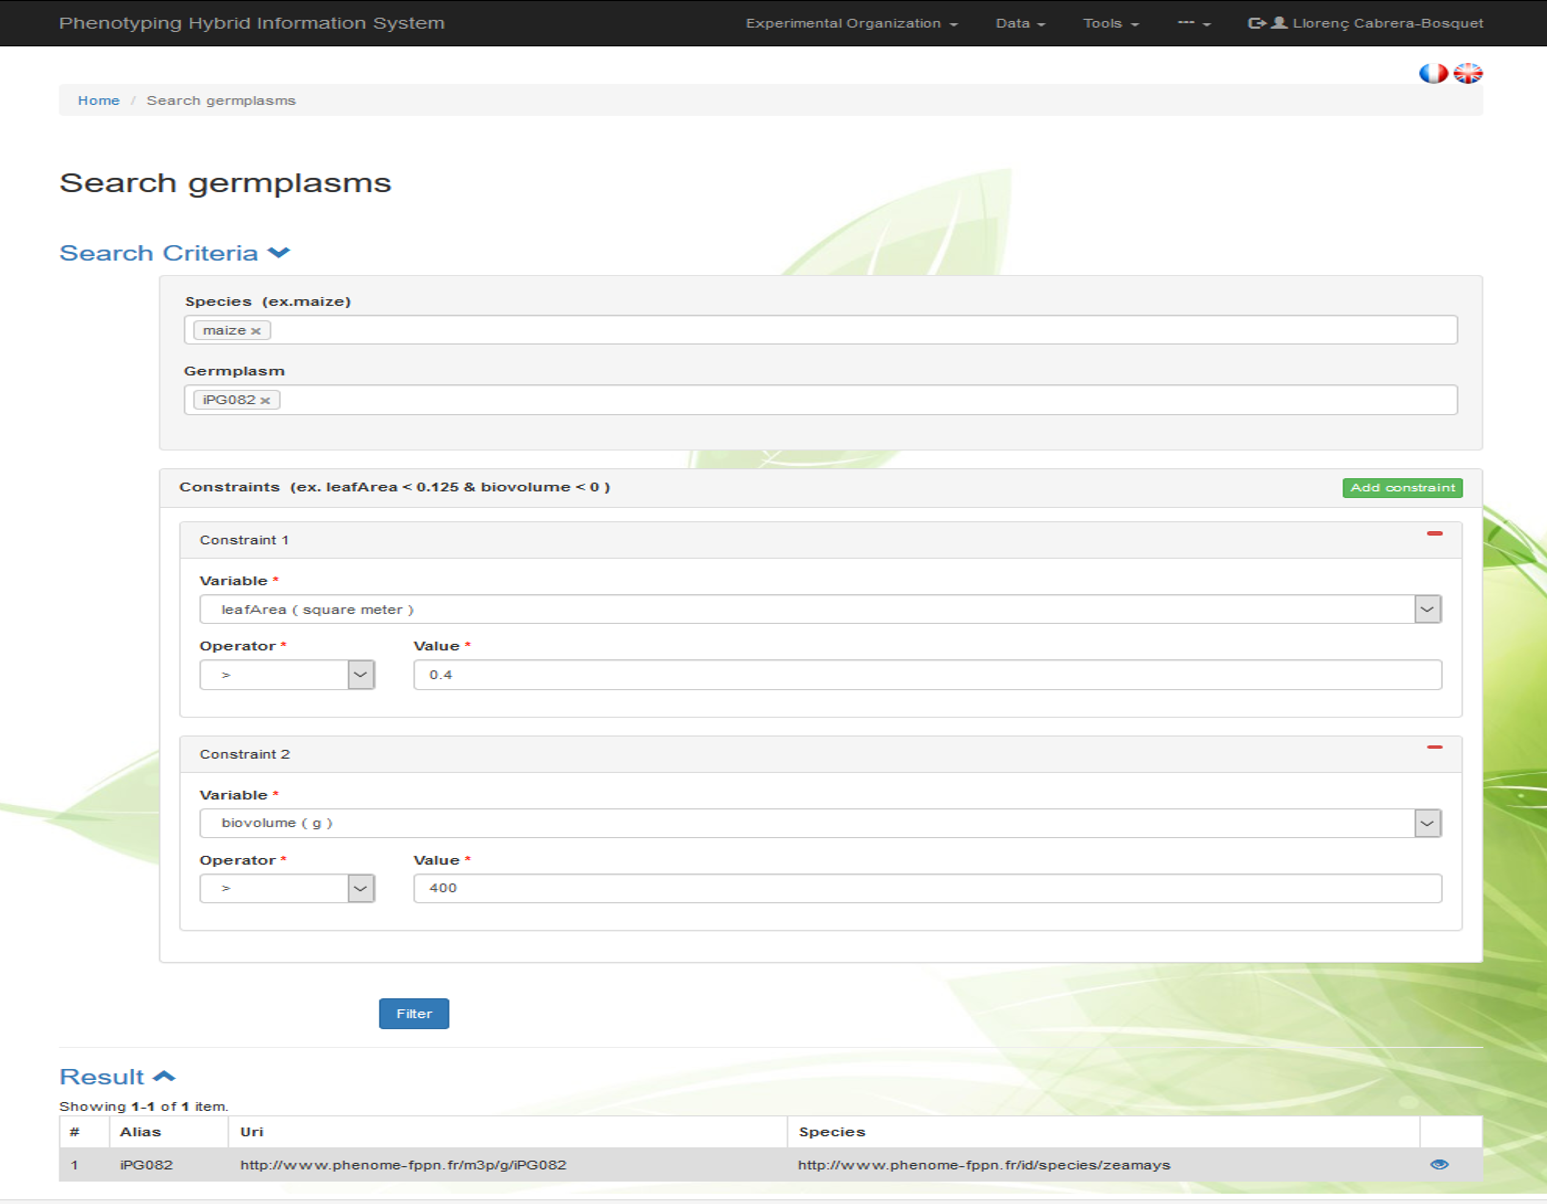 Phenotyping Hybrid Information System Experimental Organization Data Tools --- Llorenç Cabrera-Bosquet
Home / Search germplasms
Search germplasms
Search Criteria
Species (ex.maize)
maize ×
Germplasm
iPG082 ×
Constraints (ex. leafArea < 0.125 & biovolume < 0 ) Add constraint
Constraint 1
Variable *
leafArea ( square meter )
Operator * Value *
> 0.4
Constraint 2
Variable *
biovolume ( g )
Operator * Value *
> 400
Filter
Result
Showing 1-1 of 1 item.
# Alias Uri Species
1 iPG082 http://www.phenome-fppn.fr/m3p/g/iPG082 http://www.phenome-fppn.fr/id/species/zeamays